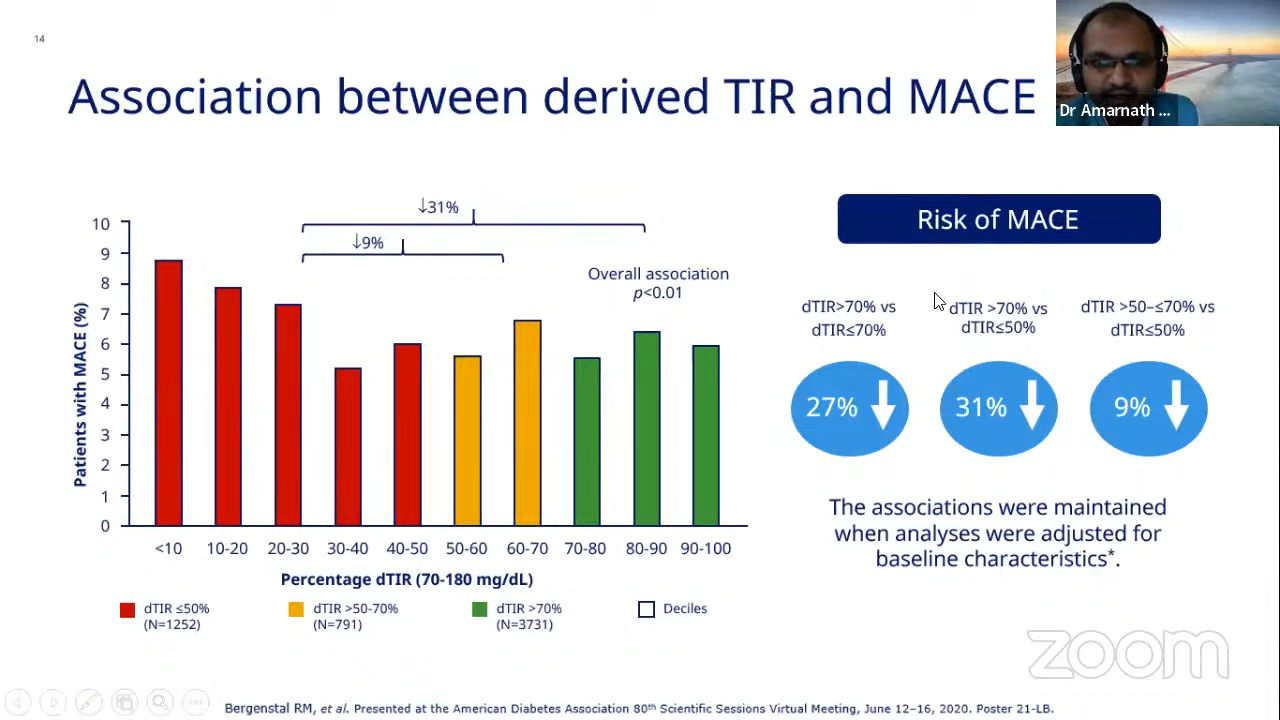 14
Association between derived TIR and MACE
Dr Amarnath ...
↓31%
↓9%
Overall association
p<0.01
Patients with MACE (%)
10
9
8
7
6
5
4
3
2
1
0
<10 10-20 20-30 30-40 40-50 50-60 60-70 70-80 80-90 90-100
Percentage dTIR (70-180 mg/dL)
dTIR ≤50%
(N=1252)
dTIR >50-70%
(N=791)
dTIR >70%
(N=3731)
Deciles
Risk of MACE
dTIR>70% vs
dTIR≤70%
dTIR >70% vs
dTIR≤50%
dTIR >50–≤70% vs
dTIR≤50%
27%
31%
9%
The associations were maintained
when analyses were adjusted for
baseline characteristics*.
zoom
Bergenstal RM, et al. Presented at the American Diabetes Association 80th Scientific Sessions Virtual Meeting, June 12–16, 2020. Poster 21-LB.